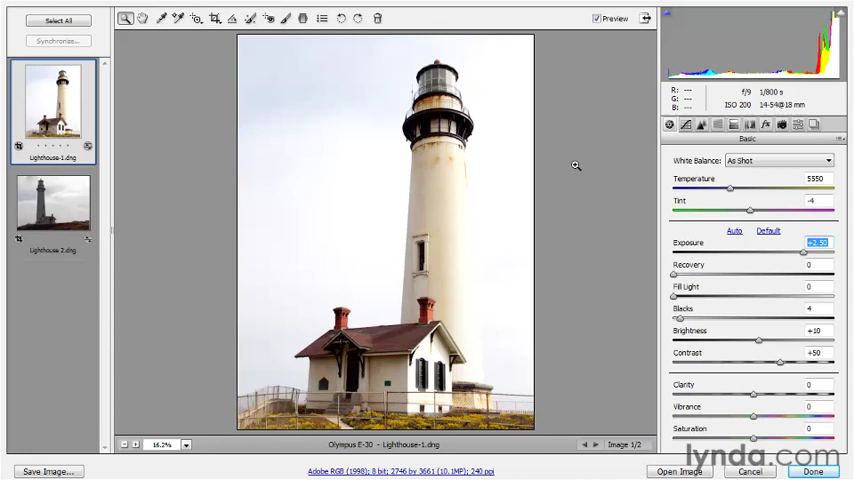 Select All
Synchronize...
Preview
Lighthouse-1.dng
Lighthouse 2.dng
R: ---
G: ---
B: ---
f/9 1/800 s
ISO 200 14-54@18 mm
Basic
White Balance: As Shot
Temperature 5550
Tint -4
Auto Default
Exposure +2.50
Recovery 0
Fill Light 0
Blacks 4
Brightness +10
Contrast +50
Clarity 0
Vibrance 0
Saturation 0
16.2%
Olympus E-30 - Lighthouse-1.dng
Image 1/2
lynda.com
Save Image...
Adobe RGB (1998); 8 bit; 2746 by 3661 (10.1MP); 240 ppi
Open Image
Cancel
Done